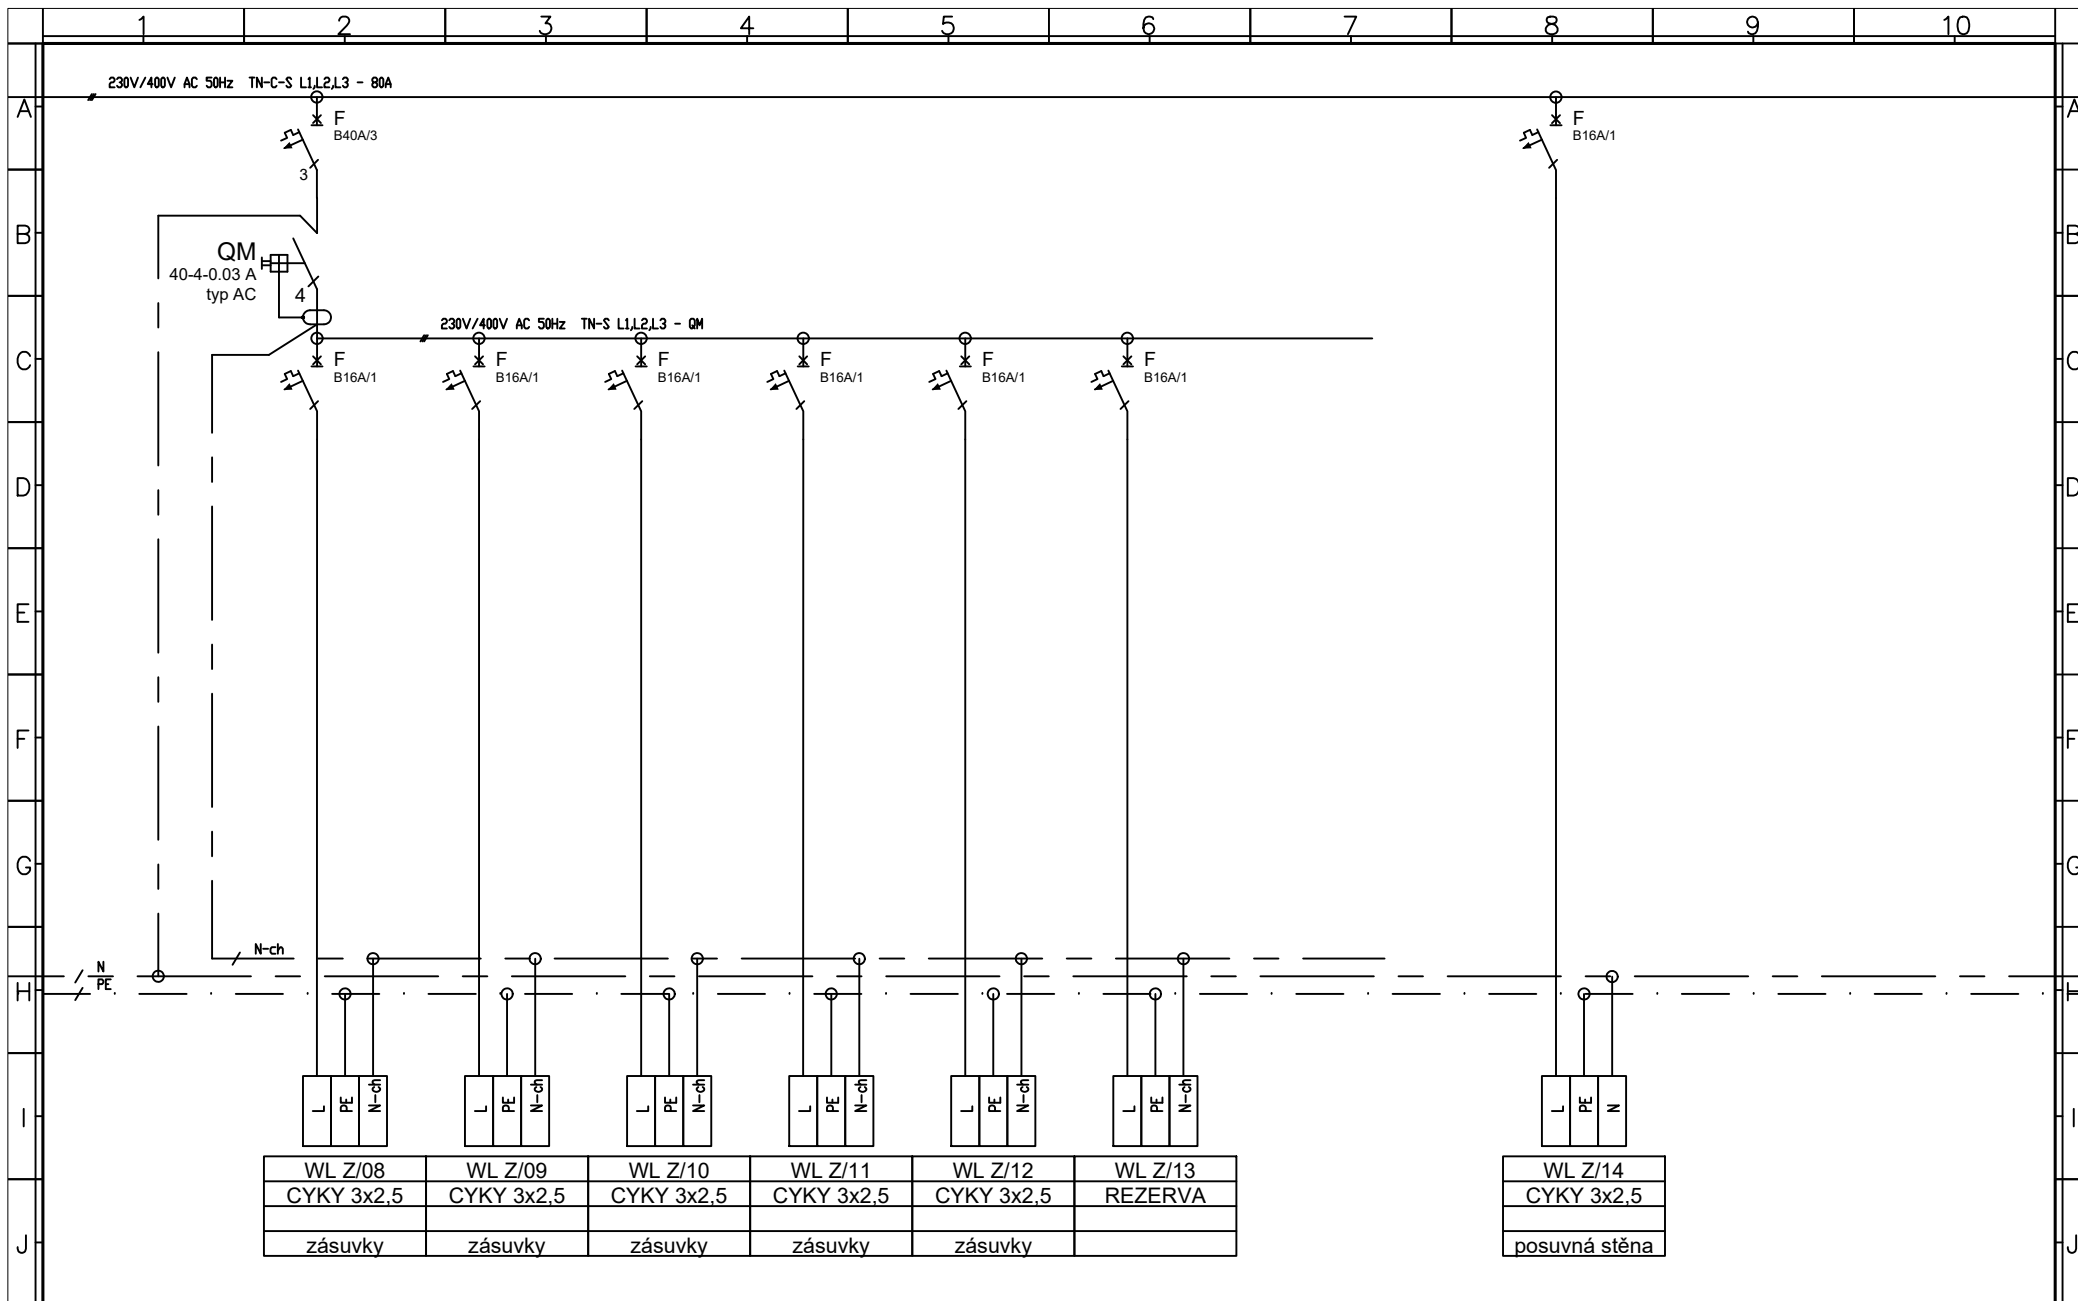 1 2 3 4 5 6 7 8 9 10
230V/400V AC 50Hz TN-C-S L1,L2,L3 - 80A
A A
F F
B40A/3 B16A/1
3
B B
QM
40-4-0.03 A
typ AC
4
230V/400V AC 50Hz TN-S L1,L2,L3 - QM
C C
F F F F F F
B16A/1 B16A/1 B16A/1 B16A/1 B16A/1 B16A/1
D D
E E
F F
G G
N-ch
N
PE
H H
L PE N-ch L PE N-ch L PE N-ch L PE N-ch L PE N-ch L PE N-ch L PE N
I I
WL Z/08 WL Z/09 WL Z/10 WL Z/11 WL Z/12 WL Z/13 WL Z/14
CYKY 3x2,5 CYKY 3x2,5 CYKY 3x2,5 CYKY 3x2,5 CYKY 3x2,5 REZERVA CYKY 3x2,5
J J
zásuvky zásuvky zásuvky zásuvky zásuvky posuvná stěna